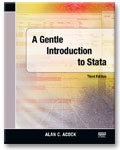 A Gentle
Introduction
to Stata
Third Edition
ALAN C. ACOCK